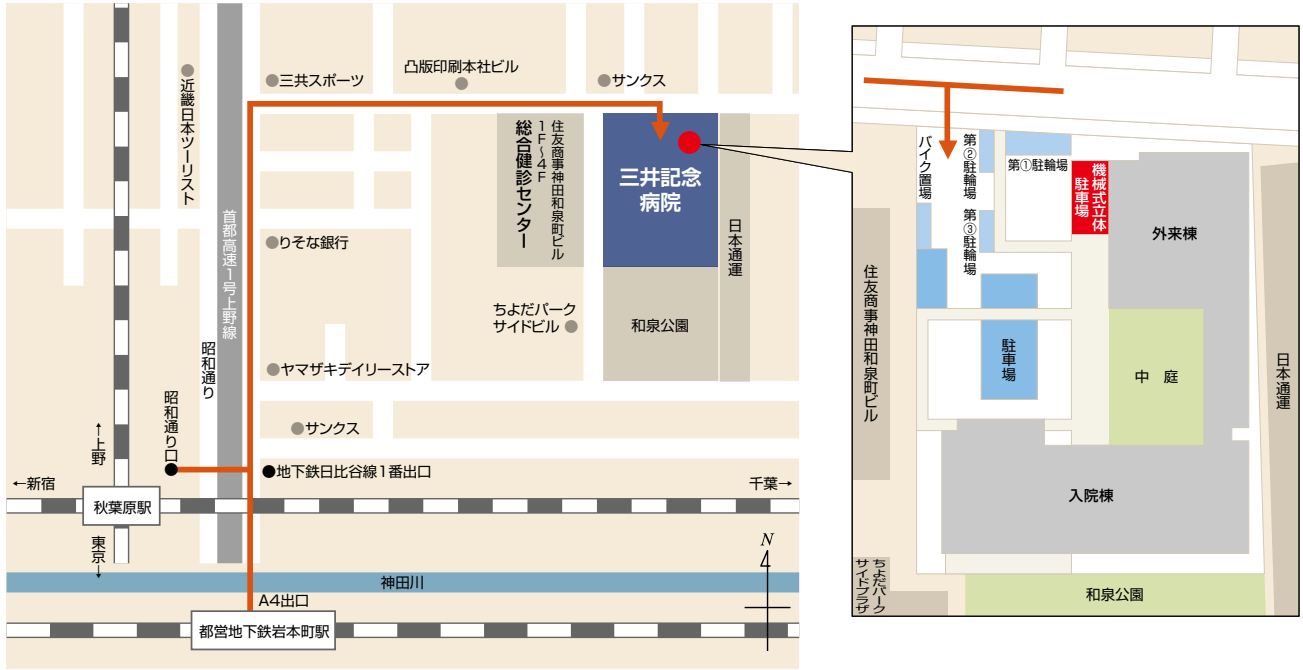 近畿日本ツーリスト
三共スポーツ
凸版印刷本社ビル
サンクス
住友商事神田和泉町ビル
1F～4F
総合健診センター
三井記念
病院
日本通運
首都高速1号上野線
りそな銀行
ちよだパーク
サイドビル
和泉公園
昭和通り
ヤマザキデイリーストア
昭和通り口
サンクス
←上野
地下鉄日比谷線1番出口
←新宿
千葉→
秋葉原駅
東京→
神田川
N
A4出口
都営地下鉄岩本町駅
バイク置場
第②駐輪場
第①駐輪場
第③駐輪場
機械式立体
駐車場
外来棟
住友商事神田和泉町ビル
駐車場
中庭
日本通運
入院棟
ちよだパーク
サイドプラザ
和泉公園